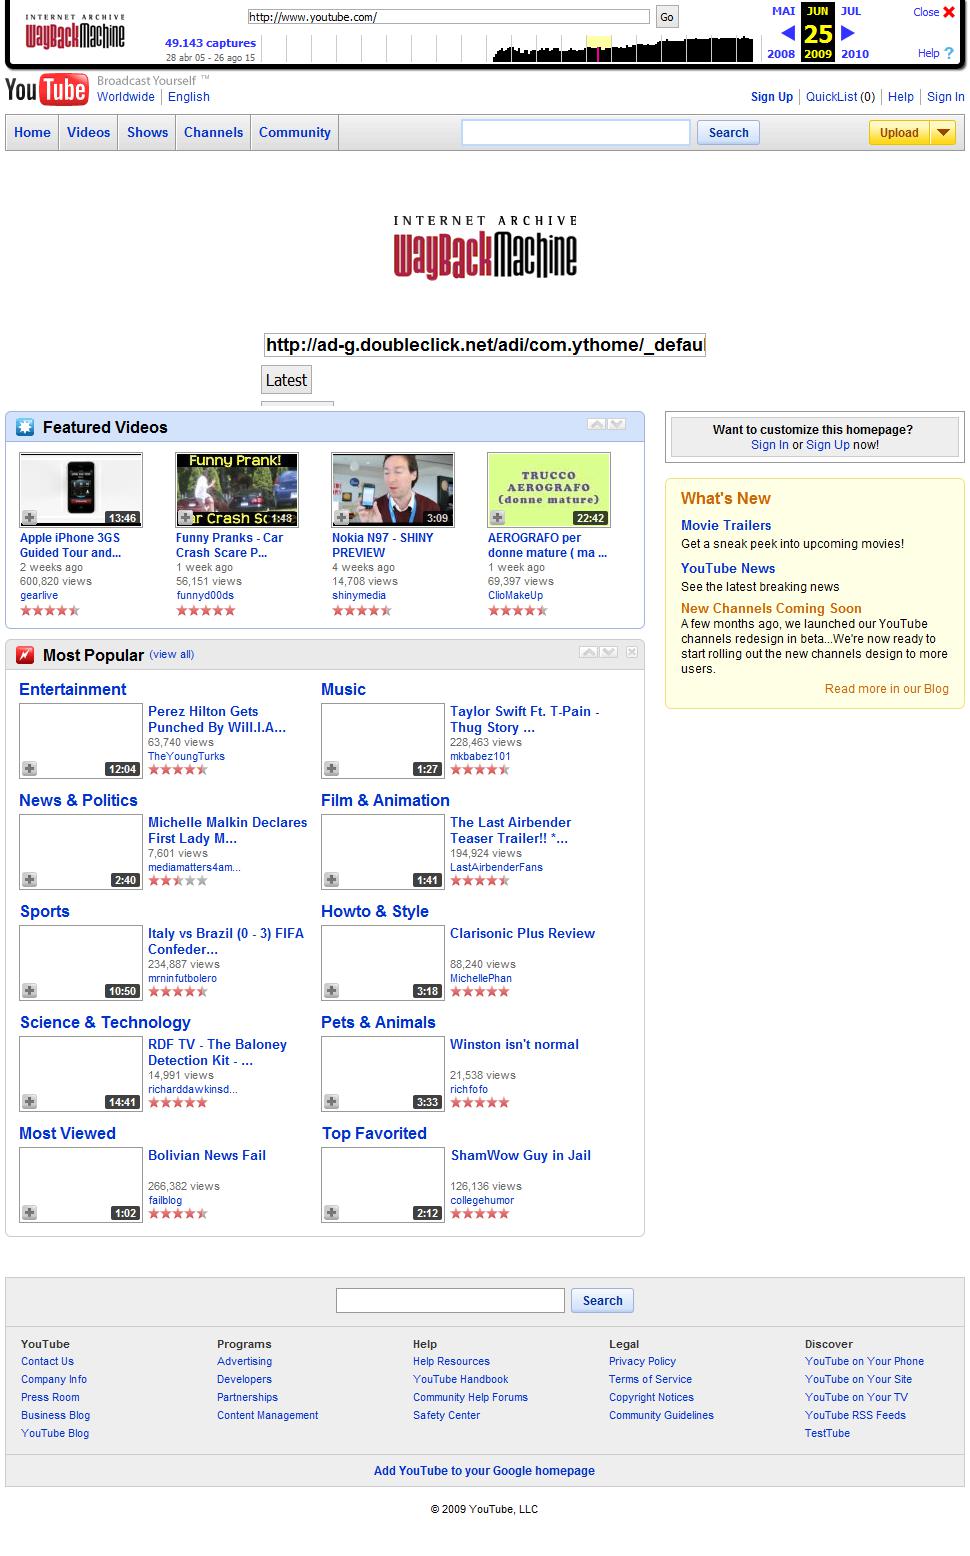 INTERNET ARCHIVE
WayBackMachine
http://www.youtube.com/
Go
49.143 captures
28 abr 05 - 26 ago 15
MAI JUN JUL
25
2008 2009 2010
Close
Help ?
YouTube Broadcast Yourself ™
Worldwide English
Sign Up QuickList (0) Help Sign In
Home Videos Shows Channels Community
Search
Upload
INTERNET ARCHIVE
WayBackMachine
http://ad-g.doubleclick.net/adi/com.ythome/_defaul
Latest
Featured Videos
Funny Prank!
TRUCCO
AEROGRAFO
(donne mature)
13:46
1:48
3:09
22:42
Apple iPhone 3GS
Guided Tour and...
2 weeks ago
600,820 views
gearlive
Funny Pranks - Car
Crash Scare P...
1 week ago
56,151 views
funnyd00ds
Nokia N97 - SHINY
PREVIEW
4 weeks ago
14,708 views
shinymedia
AEROGRAFO per
donne mature ( ma ...
1 week ago
69,397 views
ClioMakeUp
Want to customize this homepage?
Sign In or Sign Up now!
What's New
Movie Trailers
Get a sneak peek into upcoming movies!
YouTube News
See the latest breaking news
New Channels Coming Soon
A few months ago, we launched our YouTube
channels redesign in beta...We're now ready to
start rolling out the new channels design to more
users.
Read more in our Blog
Most Popular (view all)
Entertainment
Perez Hilton Gets
Punched By Will.I.A...
63,740 views
TheYoungTurks
12:04
Music
Taylor Swift Ft. T-Pain -
Thug Story ...
228,463 views
mkbabez101
1:27
News & Politics
Michelle Malkin Declares
First Lady M...
7,601 views
mediamatters4am...
2:40
Film & Animation
The Last Airbender
Teaser Trailer!! *...
194,924 views
LastAirbenderFans
1:41
Sports
Italy vs Brazil (0 - 3) FIFA
Confeder...
234,887 views
mrninfutbolero
10:50
Howto & Style
Clarisonic Plus Review
88,240 views
MichellePhan
3:18
Science & Technology
RDF TV - The Baloney
Detection Kit - ...
14,991 views
richarddawkinsd...
14:41
Pets & Animals
Winston isn't normal
21,538 views
richfofo
3:33
Most Viewed
Bolivian News Fail
266,382 views
failblog
1:02
Top Favorited
ShamWow Guy in Jail
126,136 views
collegehumor
2:12
Search
YouTube
Contact Us
Company Info
Press Room
Business Blog
YouTube Blog
Programs
Advertising
Developers
Partnerships
Content Management
Help
Help Resources
YouTube Handbook
Community Help Forums
Safety Center
Legal
Privacy Policy
Terms of Service
Copyright Notices
Community Guidelines
Discover
YouTube on Your Phone
YouTube on Your Site
YouTube on Your TV
YouTube RSS Feeds
TestTube
Add YouTube to your Google homepage
© 2009 YouTube, LLC